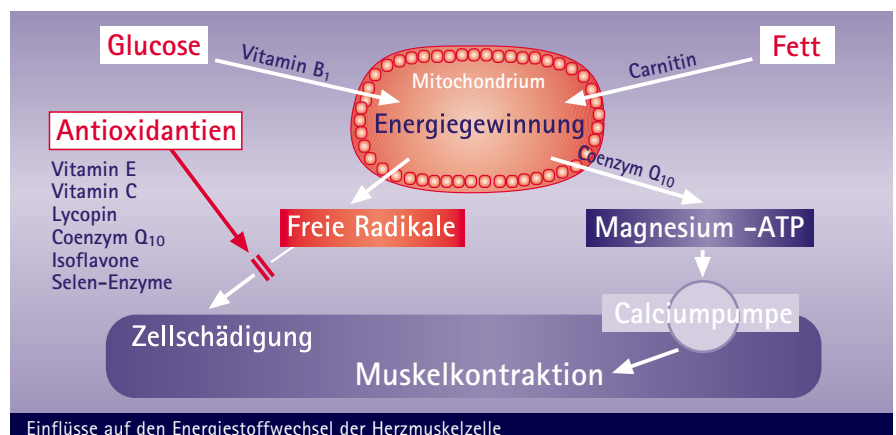 Glucose
Vitamin B₁
Mitochondrium
Carnitin
Fett
Energiegewinnung
Antioxidantien
Vitamin E
Vitamin C
Lycopin
Coenzym Q₁₀
Isoflavone
Selen-Enzyme
Coenzym Q₁₀
Freie Radikale
Magnesium -ATP
Calciumpumpe
Zellschädigung
Muskelkontraktion
Einflüsse auf den Energiestoffwechsel der Herzmuskelzelle